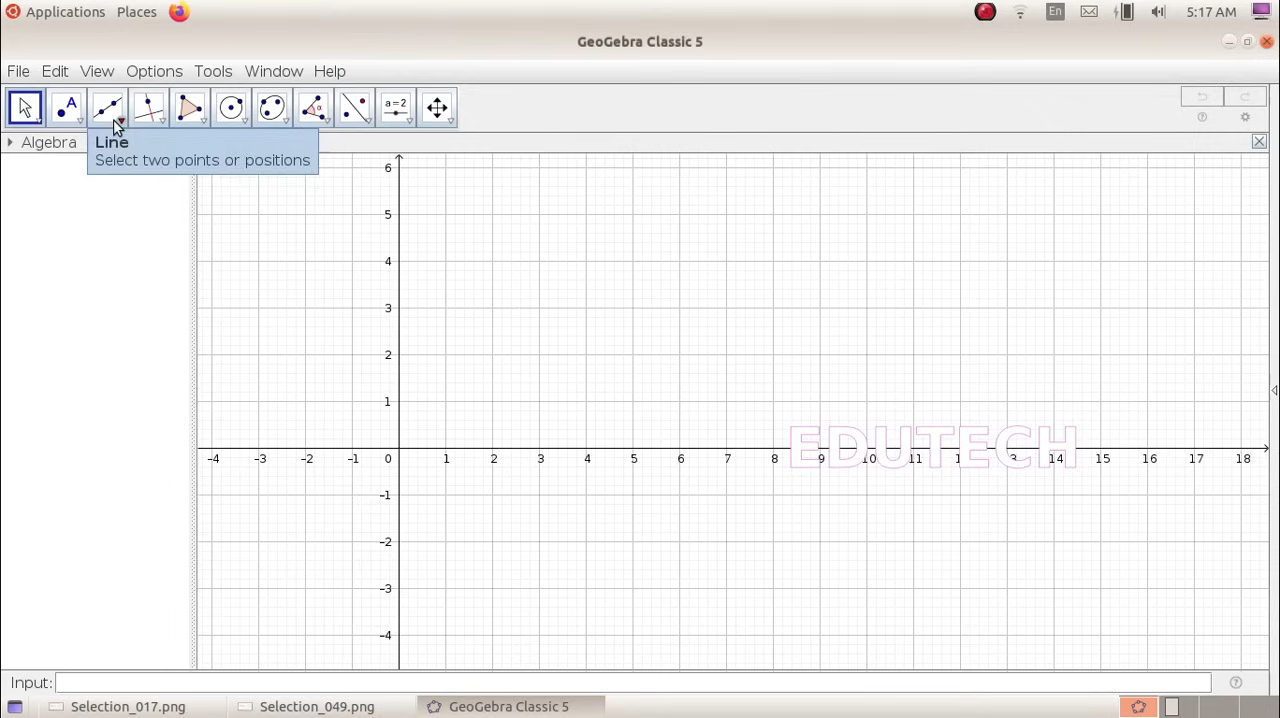 Applications Places En 5:17 AM
GeoGebra Classic 5
File Edit View Options Tools Window Help
A α a=2
Algebra
Line
Select two points or positions
6
5
4
3
2
1
EDUTECH
-4 -3 -2 -1 0 1 2 3 4 5 6 7 8 9 10 11 12 13 14 15 16 17 18
-1
-2
-3
-4
Input:
Selection_017.png Selection_049.png GeoGebra Classic 5